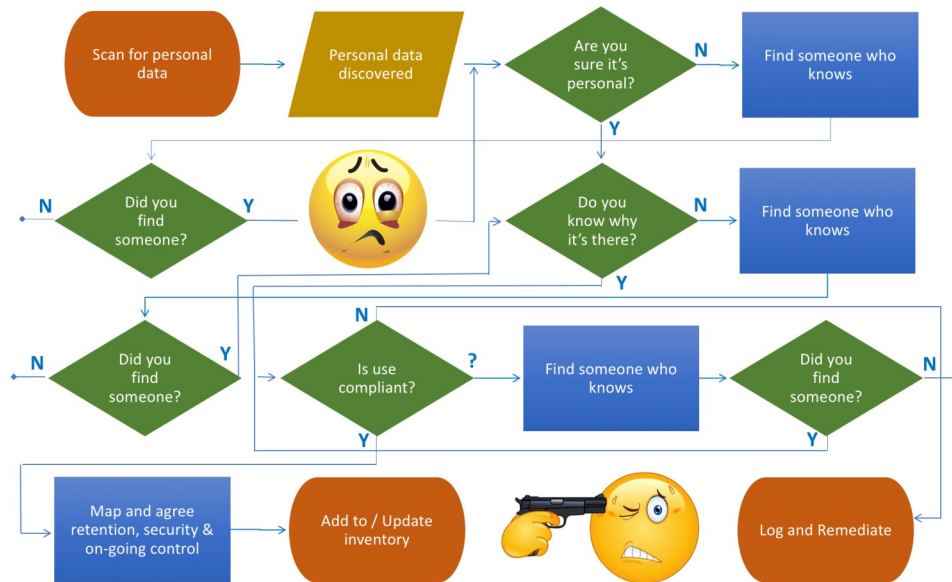 Scan for personal
data
Personal data
discovered
Are you
sure it's
personal?
N
Find someone who
knows
Y
N
Did you
find
someone?
Y
Do you
know why
it's there?
N
Find someone who
knows
Y
N
Did you
find
someone?
Y
N
Is use
compliant?
?
Find someone who
knows
Did you
find
someone?
N
Y
Y
Map and agree
retention, security &
on-going control
Add to / Update
inventory
Log and Remediate